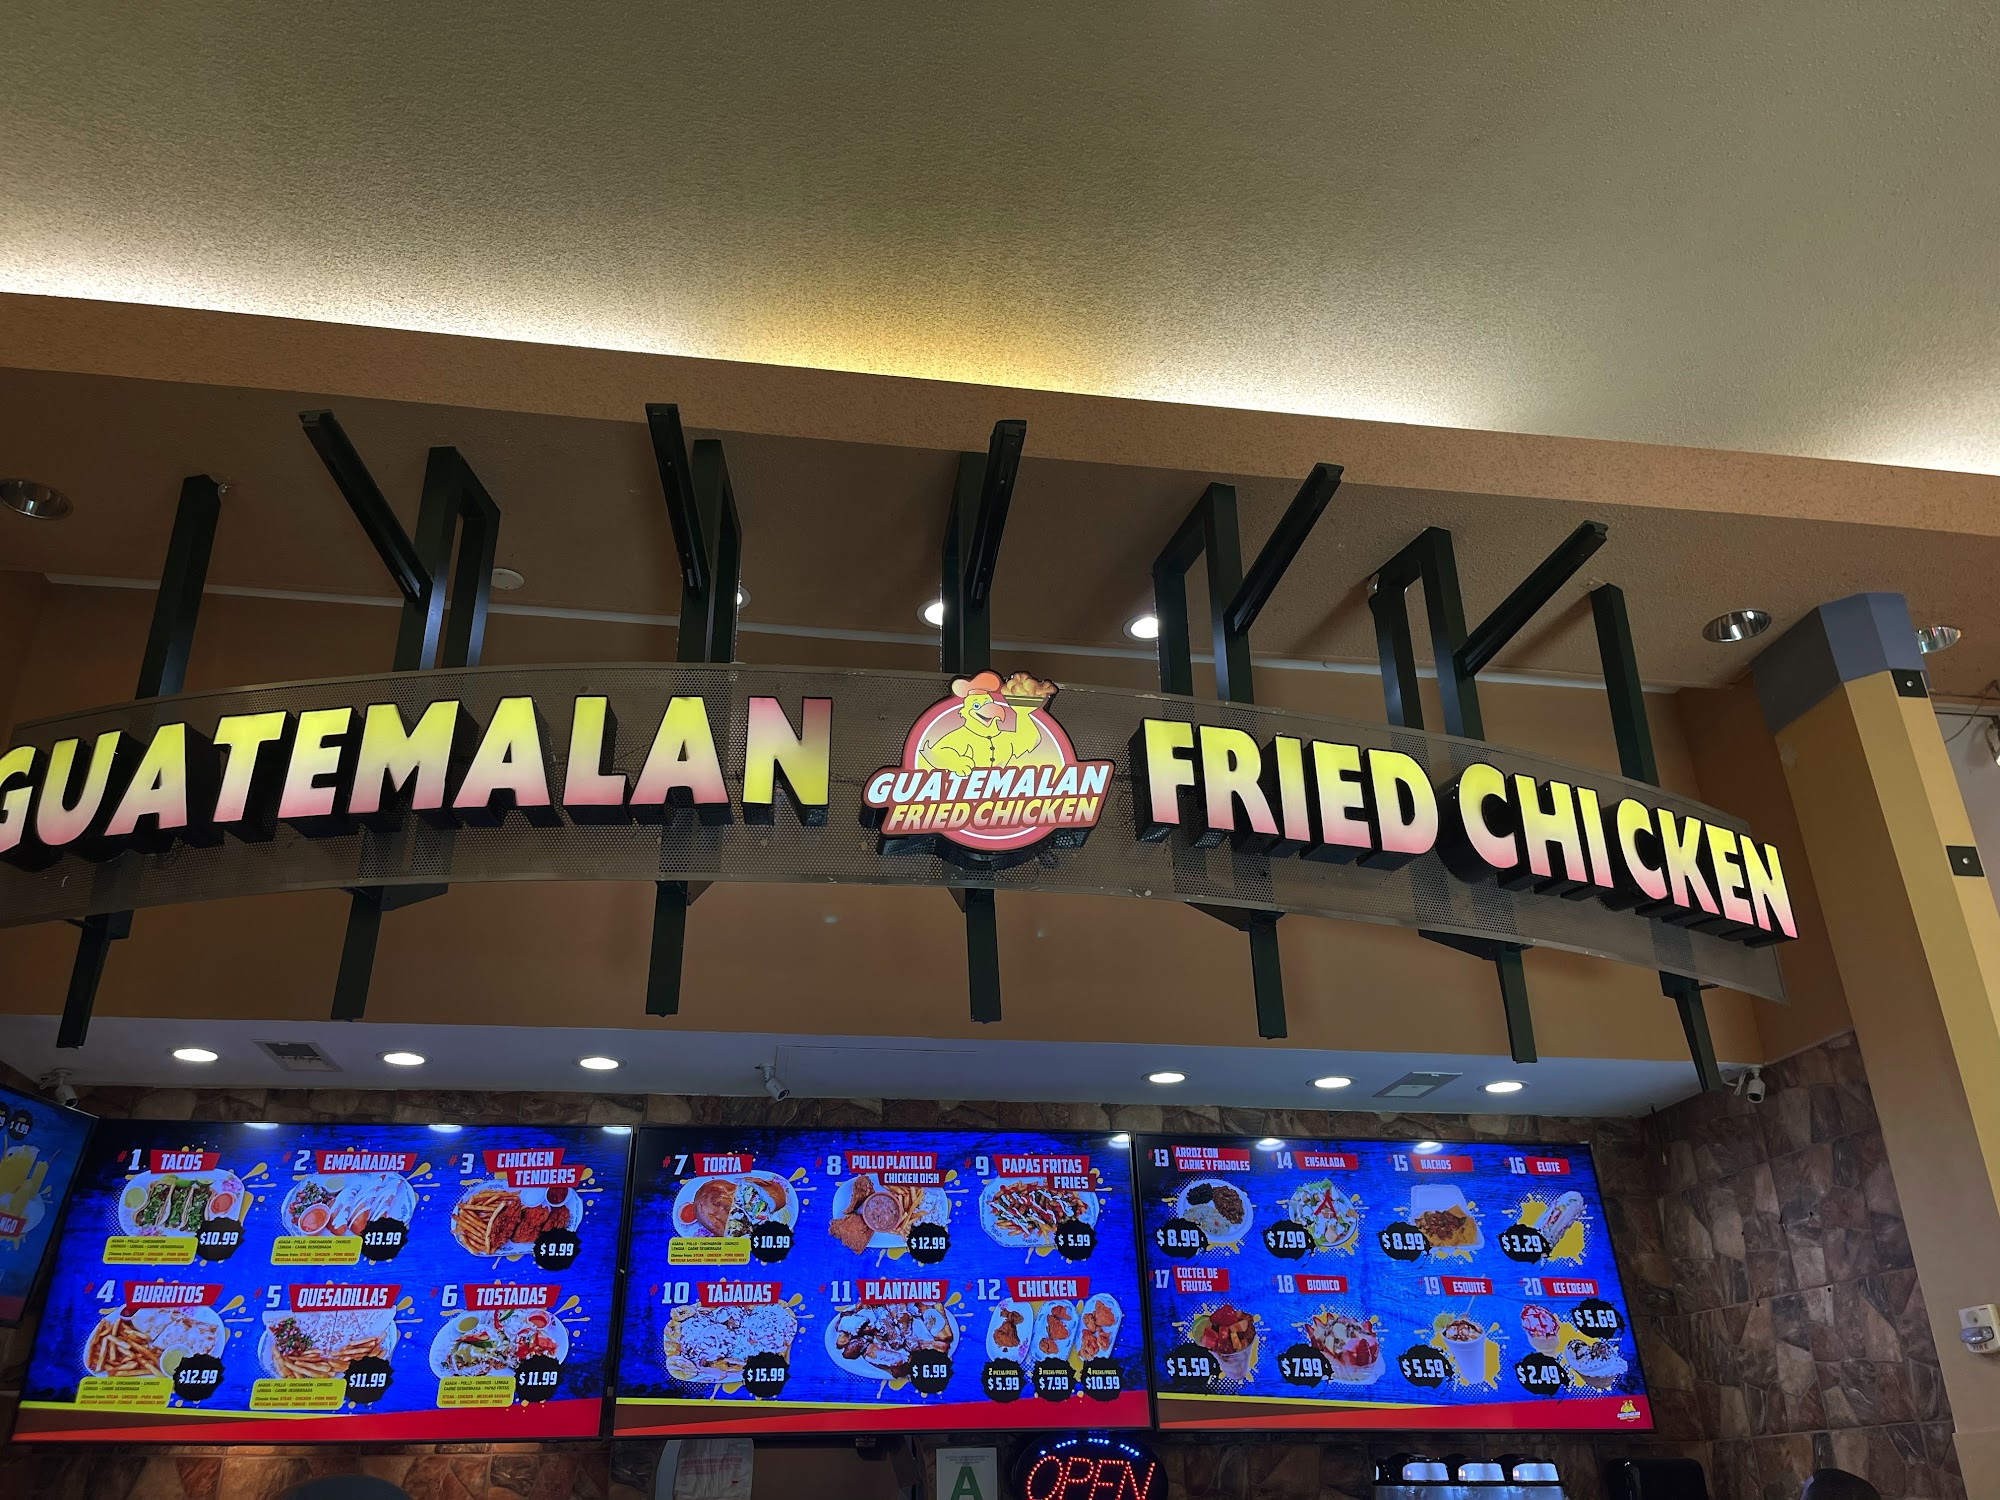 GUATEMALAN
GUATEMALAN
FRIED CHICKEN
FRIED CHICKEN
$4.99
#1 TACOS
$10.99
#2 EMPANADAS
$13.99
#3 CHICKEN
TENDERS
$9.99
#4 BURRITOS
$12.99
#5 QUESADILLAS
$11.99
#6 TOSTADAS
$11.99
#7 TORTA
$10.99
#8 POLLO PLATILLO
CHICKEN DISH
$12.99
#9 PAPAS FRITAS
FRIES
$5.99
#10 TAJADAS
$15.99
#11 PLANTAINS
$6.99
#12 CHICKEN
$5.99
$7.99
$10.99
#13 ARROZ CON
CARNE Y FRIJOLES
$8.99
#14 ENSALADA
$7.99
#15 NACHOS
$8.99
#16 ELOTE
$3.29
#17 COCTEL DE
FRUTAS
$5.59
#18 BIONICO
$7.99
#19 ESQUITE
$5.59
#20 ICE CREAM
$5.69
$2.49
A
OPEN